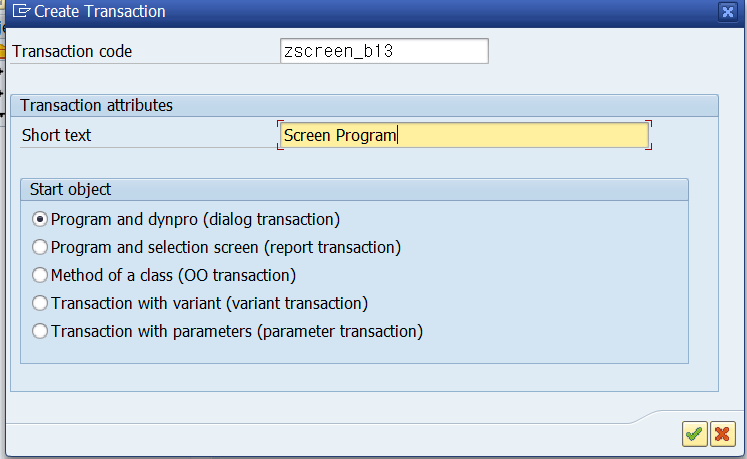 Create Transaction
Transaction code
zscreen_b13
Transaction attributes
Short text
Screen Program
Start object
Program and dynpro (dialog transaction)
Program and selection screen (report transaction)
Method of a class (OO transaction)
Transaction with variant (variant transaction)
Transaction with parameters (parameter transaction)